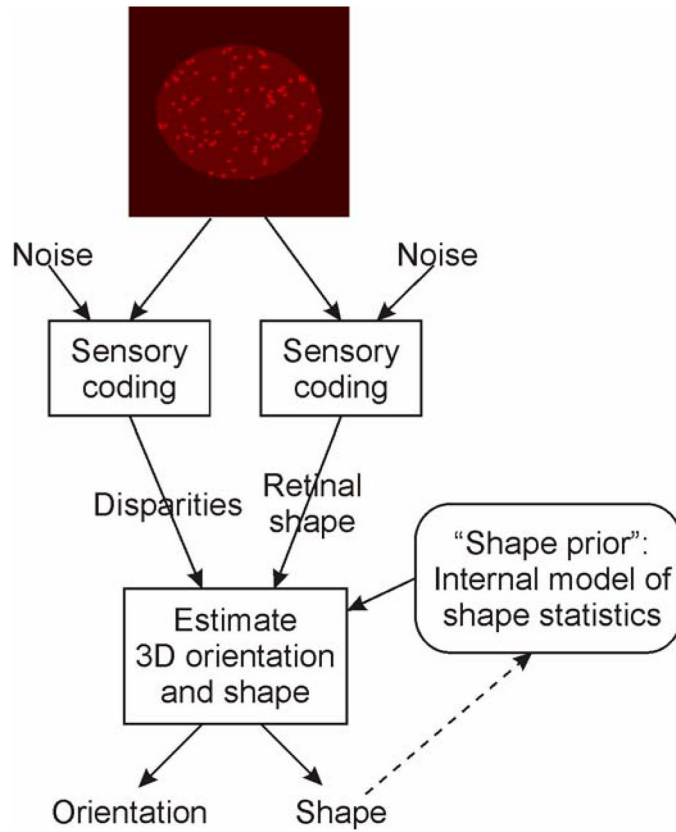 Noise
Noise
Sensory
coding
Sensory
coding
Disparities
Retinal
shape
“Shape prior”:
Internal model of
shape statistics
Estimate
3D orientation
and shape
Orientation
Shape